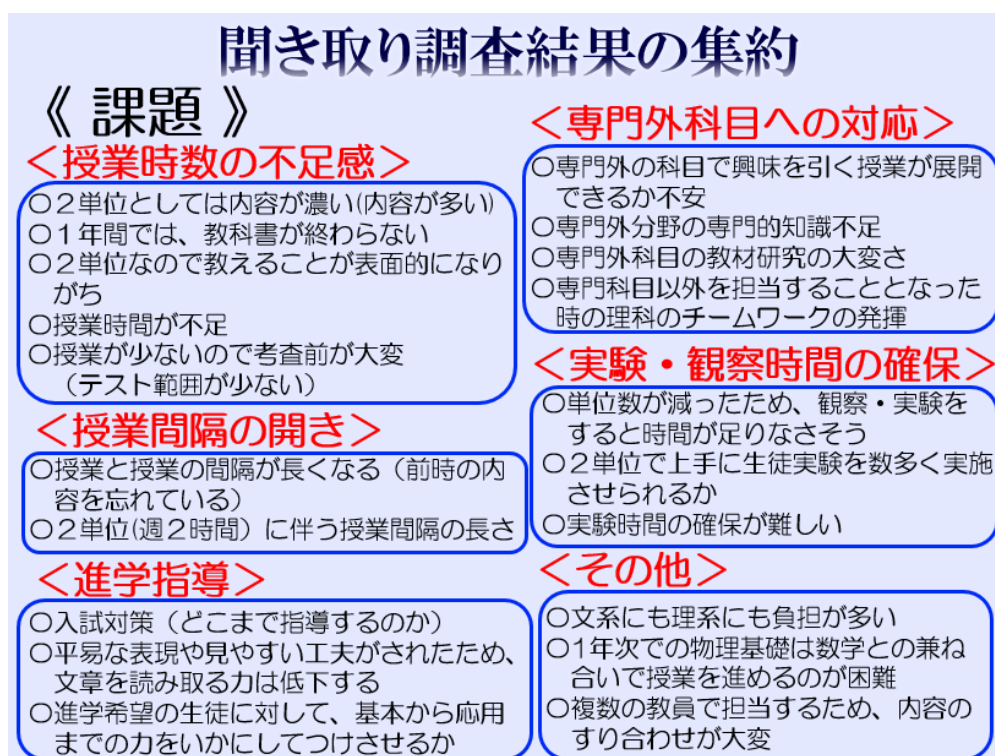 聞き取り調査結果の集約
《 課題 》
＜授業時数の不足感＞
○２単位としては内容が濃い(内容が多い)
○１年間では、教科書が終わらない
○２単位なので教えることが表面的になり
がち
○授業時間が不足
○授業が少ないので考査前が大変
（テスト範囲が少ない）
＜授業間隔の開き＞
○授業と授業の間隔が長くなる（前時の内
容を忘れている）
○２単位(週２時間）に伴う授業間隔の長さ
＜進学指導＞
○入試対策（どこまで指導するのか）
○平易な表現や見やすい工夫がされたため、
文章を読み取る力は低下する
○進学希望の生徒に対して、基本から応用
までの力をいかにしてつけさせるか
＜専門外科目への対応＞
○専門外の科目で興味を引く授業が展開
できるか不安
○専門外分野の専門的知識不足
○専門外科目の教材研究の大変さ
○専門科目以外を担当することとなった
時の理科のチームワークの発揮
＜実験・観察時間の確保＞
○単位数が減ったため、観察・実験を
すると時間が足りなさそう
○２単位で上手に生徒実験を数多く実施
させられるか
○実験時間の確保が難しい
＜その他＞
○文系にも理系にも負担が多い
○1年次での物理基礎は数学との兼ね
合いで授業を進めるのが困難
○複数の教員で担当するため、内容の
すり合わせが大変